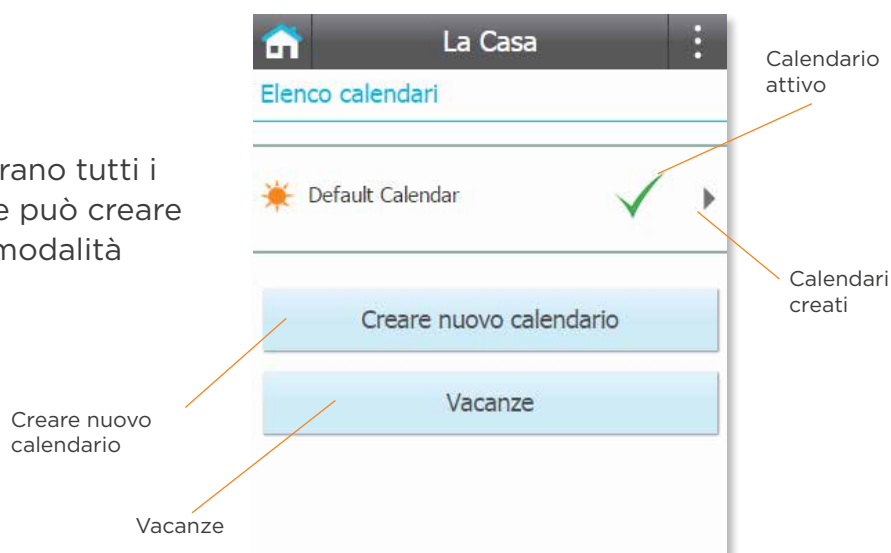 La Casa
Elenco calendari
Calendario
attivo
rano tutti i
e può creare
modalità
Default Calendar
Calendari
creati
Creare nuovo calendario
Vacanze
Creare nuovo
calendario
Vacanze